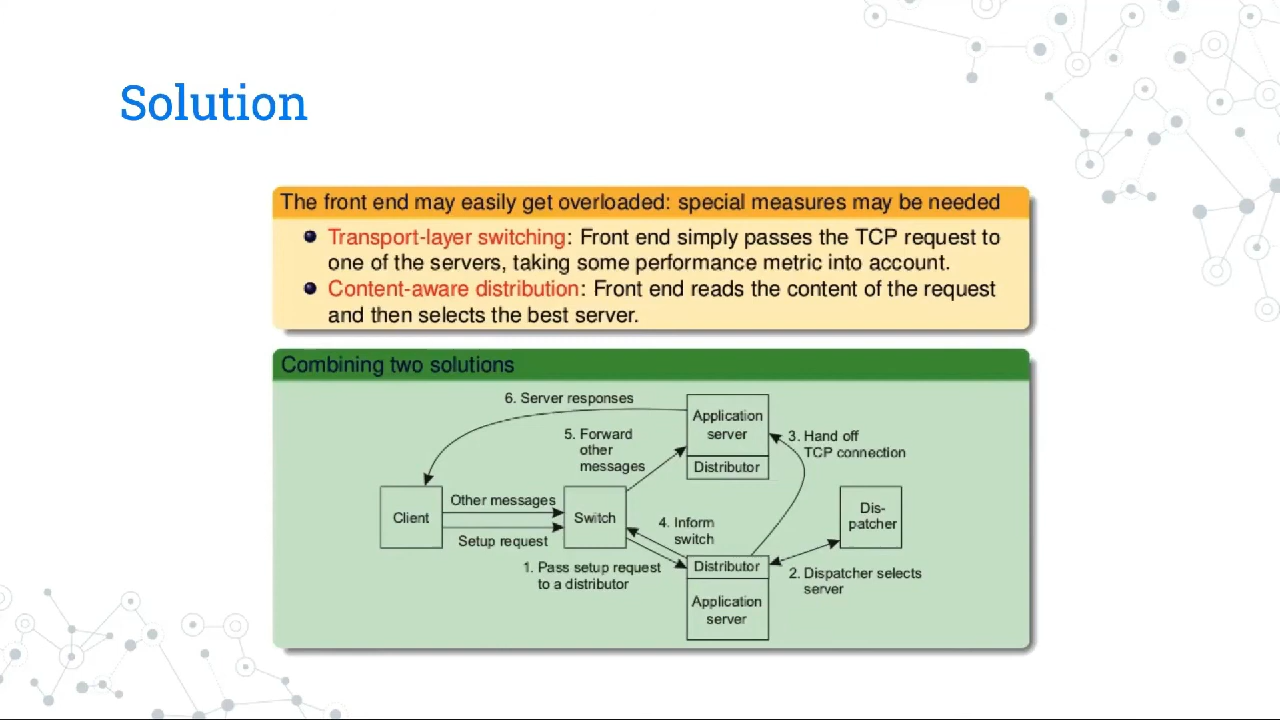 Solution
The front end may easily get overloaded: special measures may be needed
Transport-layer switching: Front end simply passes the TCP request to
one of the servers, taking some performance metric into account.
Content-aware distribution: Front end reads the content of the request
and then selects the best server.
Combining two solutions
6. Server responses
Application
server
Distributor
5. Forward
other
messages
3. Hand off
TCP connection
Client
Other messages
Setup request
Switch
4. Inform
switch
Dis-
patcher
1. Pass setup request
to a distributor
Distributor
Application
server
2. Dispatcher selects
server